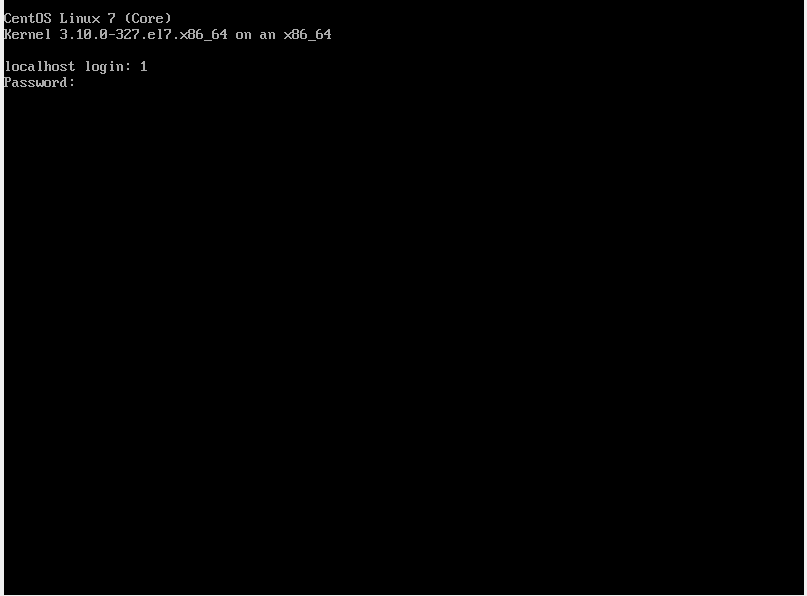 CentOS Linux 7 (Core)
Kernel 3.10.0-327.el7.x86_64 on an x86_64
localhost login: 1
Password: